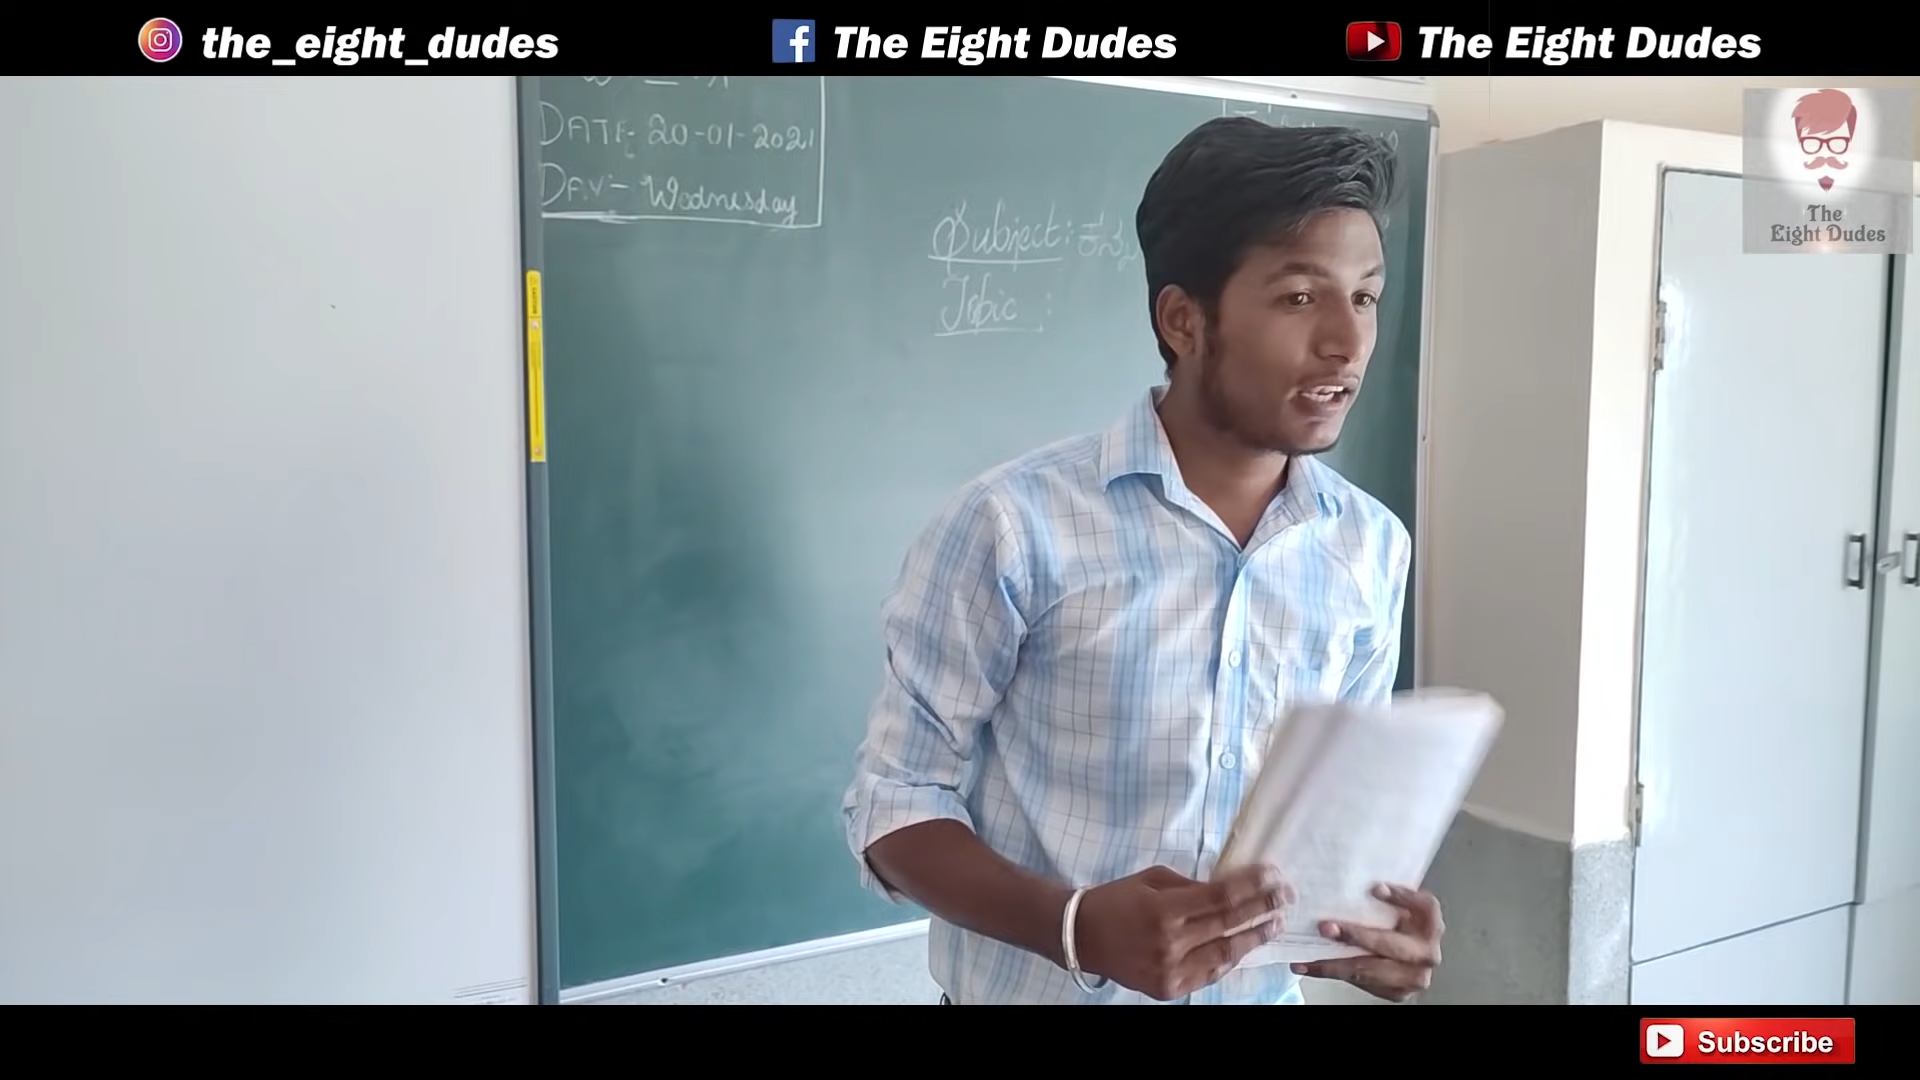 the_eight_dudes
The Eight Dudes
The Eight Dudes
DATE:- 20-01-2021
DAY:- Wednesday
Subject:
Topic :
The
Eight Dudes
Subscribe